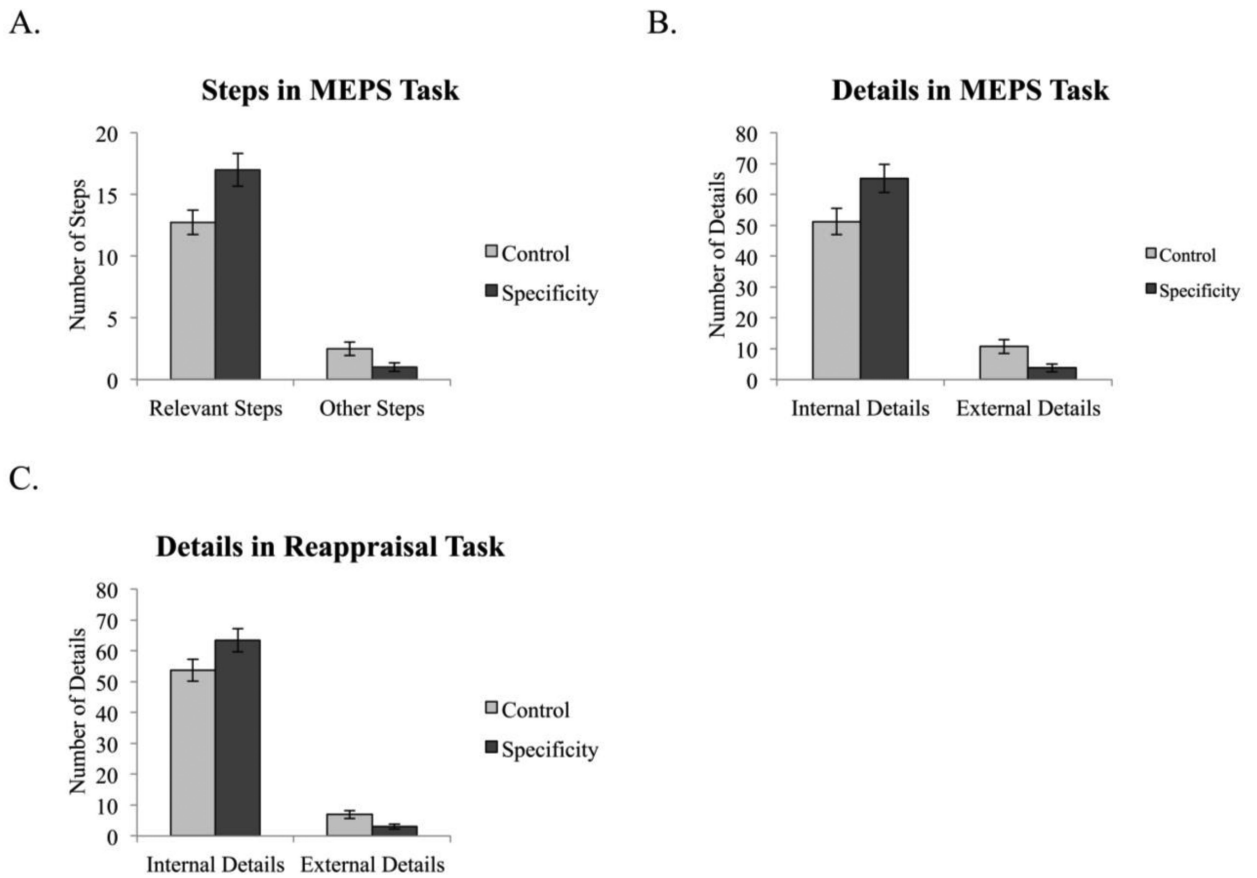 A.
Steps in MEPS Task
Number of Steps
20
15
10
5
0
Relevant Steps
Other Steps
Control
Specificity
B.
Details in MEPS Task
Number of Details
80
70
60
50
40
30
20
10
0
Internal Details
External Details
Control
Specificity
C.
Details in Reappraisal Task
Number of Details
80
70
60
50
40
30
20
10
0
Internal Details
External Details
Control
Specificity